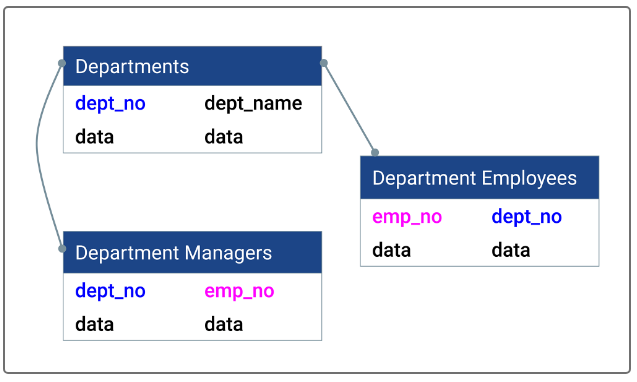 Departments
dept_no dept_name
data data
Department Employees
emp_no dept_no
data data
Department Managers
dept_no emp_no
data data